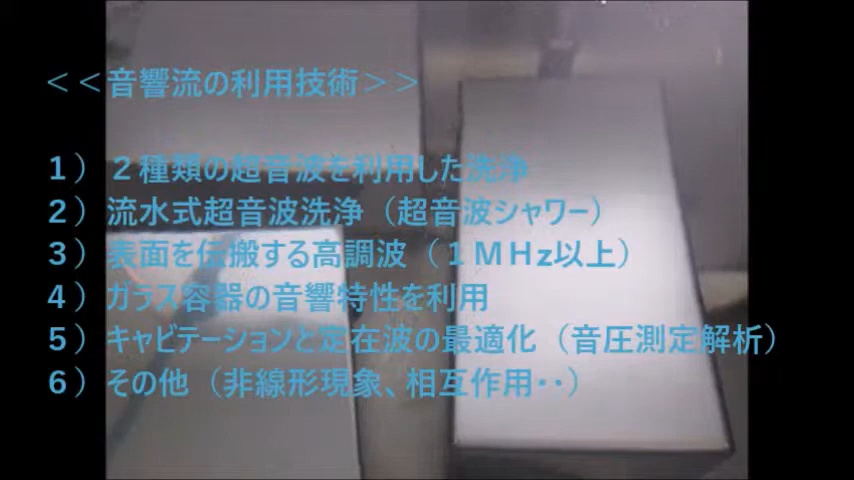 ＜＜音響流の利用技術＞＞
１）２種類の超音波を利用した洗浄
２）流水式超音波洗浄（超音波シャワー）
３）表面を伝搬する高調波（１ＭＨz以上）
４）ガラス容器の音響特性を利用
５）キャビテーションと定在波の最適化（音圧測定解析）
６）その他（非線形現象、相互作用・・）